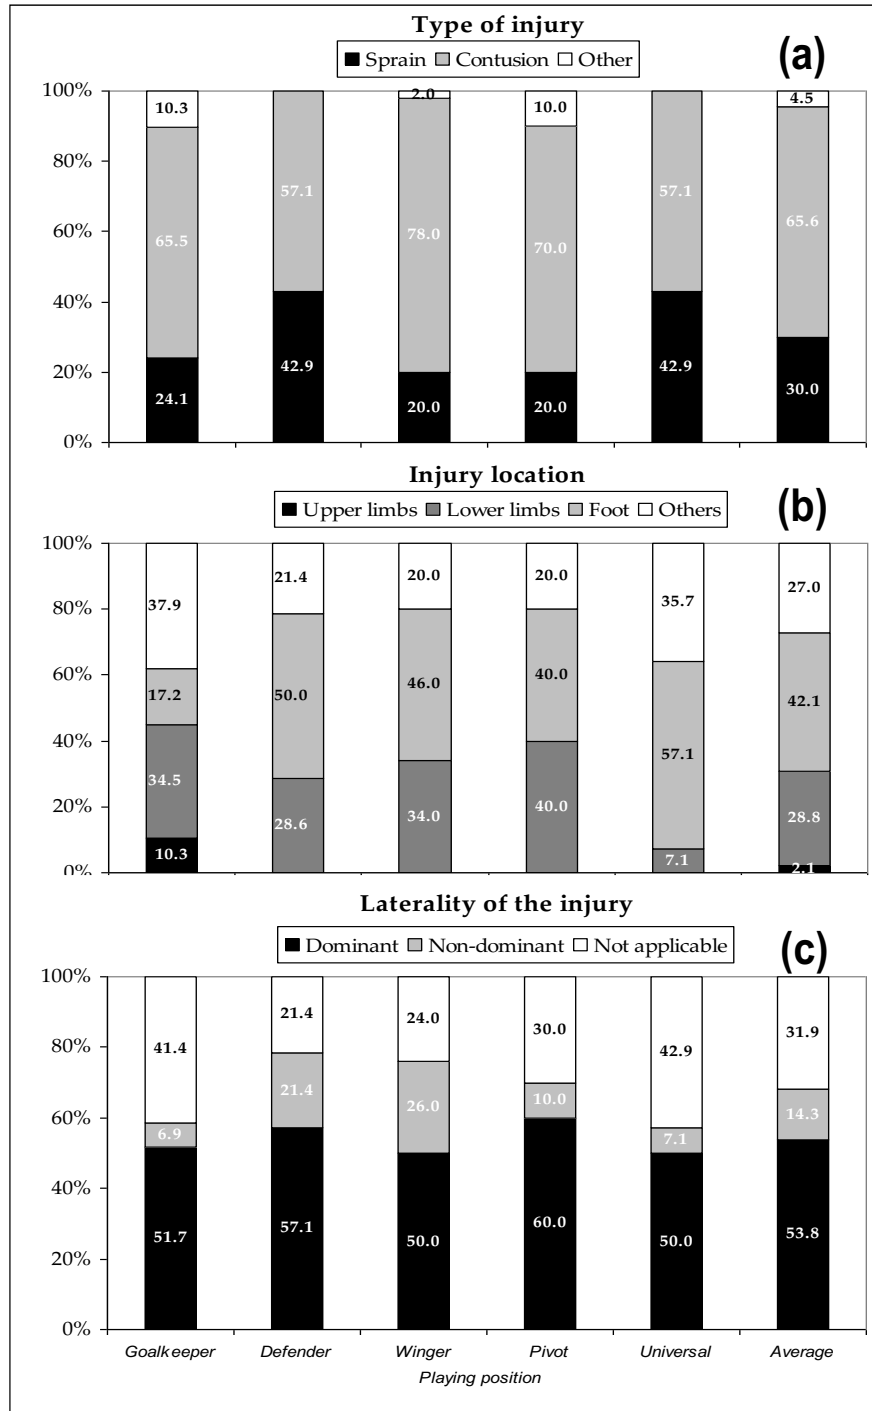 Type of injury
(a)
Sprain Contusion Other
100%
80%
60%
40%
20%
0%
10.3 2.0 10.0 4.5
65.5 57.1 78.0 70.0 57.1 65.6
24.1 42.9 20.0 20.0 42.9 30.0
Injury location
(b)
Upper limbs Lower limbs Foot Others
100%
80%
60%
40%
20%
0%
37.9 21.4 20.0 20.0 35.7 27.0
17.2 50.0 46.0 40.0 57.1 42.1
34.5 28.6 34.0 40.0 7.1 28.8
10.3 2.1
Laterality of the injury
(c)
Dominant Non-dominant Not applicable
100%
80%
60%
40%
20%
0%
41.4 21.4 24.0 30.0 42.9 31.9
6.9 21.4 26.0 10.0 7.1 14.3
51.7 57.1 50.0 60.0 50.0 53.8
Goalkeeper Defender Winger Pivot Universal Average
Playing position